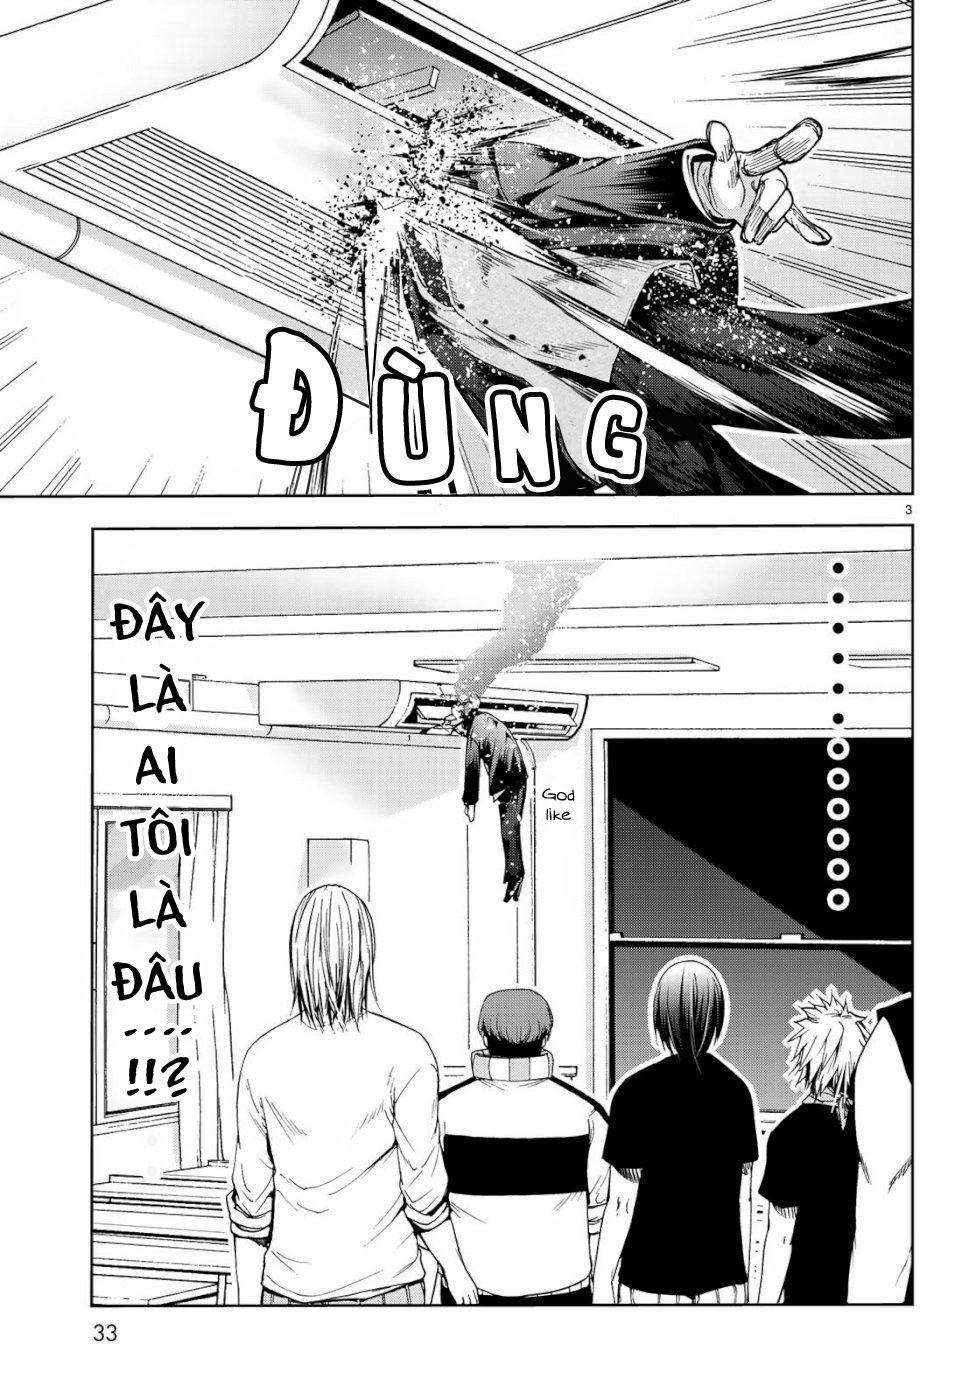 ĐÙNG
3
ĐÂY
LÀ
AI
TÔI
LÀ
ĐÂU
....
!!?
God
like
33